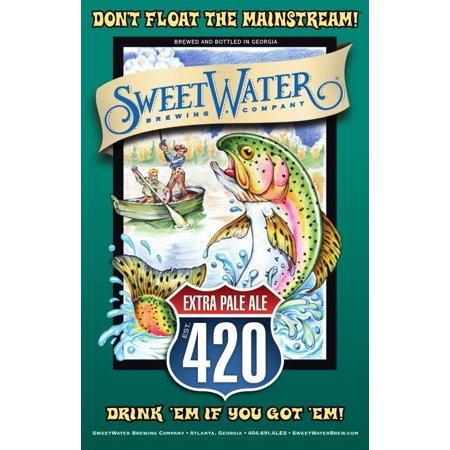 DON'T FLOAT THE MAINSTREAM!
BREWED AND BOTTLED IN GEORGIA
SWEETWATER
BREWING COMPANY
EXTRA PALE ALE
EST.
420
DRINK 'EM IF YOU GOT 'EM!
SWEETWATER BREWING COMPANY • ATLANTA, GEORGIA • 404.691.ALES • SWEETWATERBREW.COM